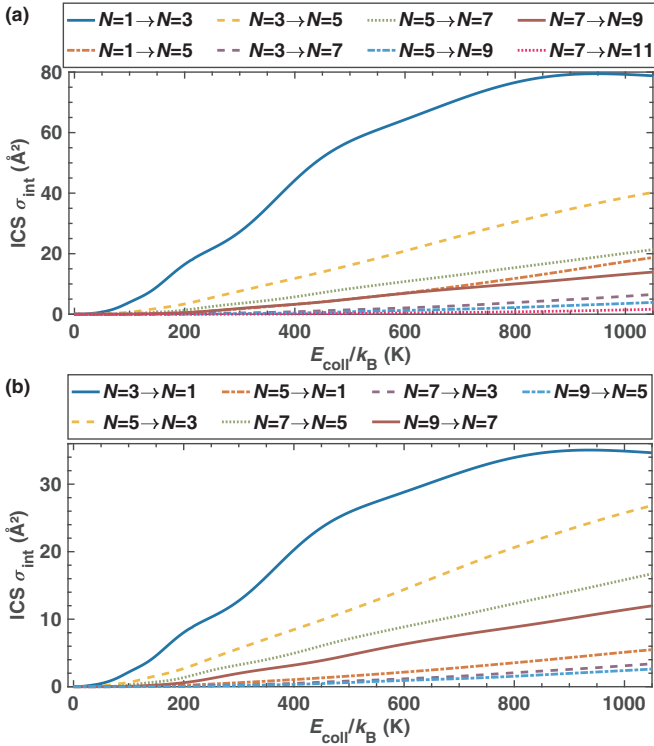 (a)
N=1→N=3 N=3→N=5 N=5→N=7 N=7→N=9
N=1→N=5 N=3→N=7 N=5→N=9 N=7→N=11
80
60
40
20
0
ICS σint (Å²)
0 200 400 600 800 1000
Ecoll/kB (K)
(b)
N=3→N=1 N=5→N=1 N=7→N=3 N=9→N=5
N=5→N=3 N=7→N=5 N=9→N=7
30
20
10
0
ICS σint (Å²)
0 200 400 600 800 1000
Ecoll/kB (K)